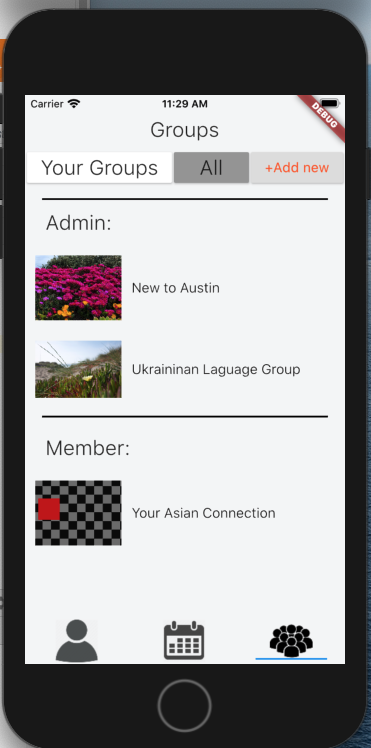 Carrier 11:29 AM
DEBUG
Groups
Your Groups All +Add new
Admin:
New to Austin
Ukraininan Laguage Group
Member:
Your Asian Connection